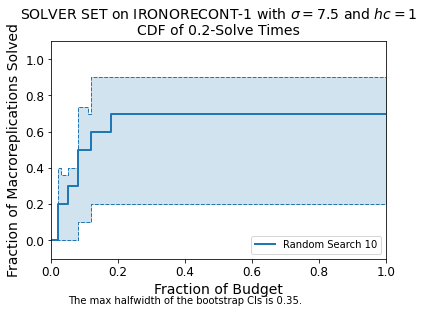 SOLVER SET on IRONORECONT-1 with σ = 7.5 and hc = 1
CDF of 0.2-Solve Times
Fraction of Macroreplications Solved
1.0
0.8
0.6
0.4
0.2
0.0
Random Search 10
0.0 0.2 0.4 0.6 0.8 1.0
Fraction of Budget
The max halfwidth of the bootstrap CIs is 0.35.